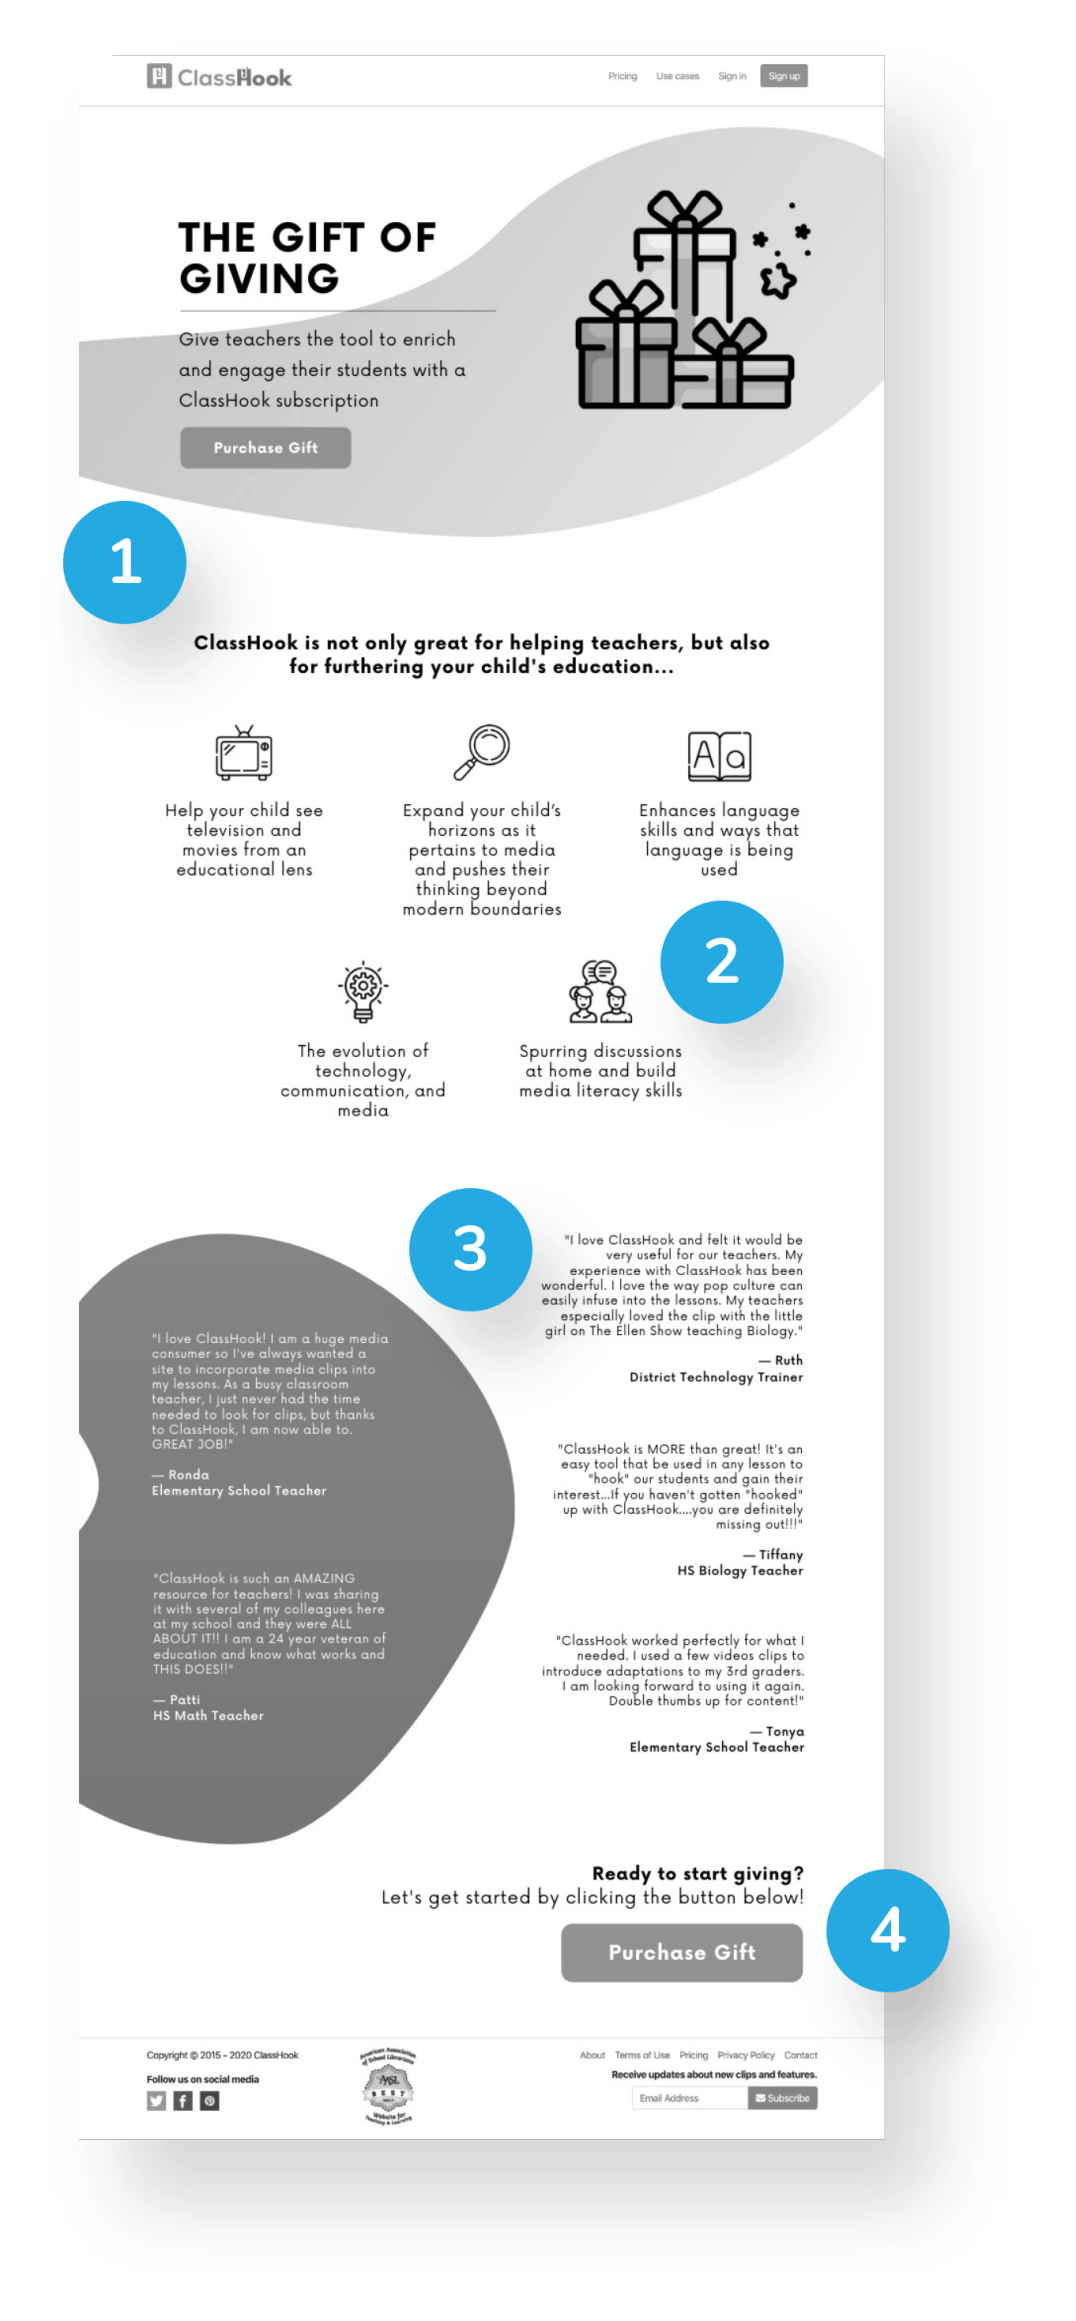 ClassHook
Pricing Use cases Sign in Sign up
THE GIFT OF
GIVING
Give teachers the tool to enrich
and engage their students with a
ClassHook subscription
Purchase Gift
1
ClassHook is not only great for helping teachers, but also
for furthering your child's education...
Help your child see
television and
movies from an
educational lens
Expand your child's
horizons as it
pertains to media
and pushes their
thinking beyond
modern boundaries
Aa
Enhances language
skills and ways that
language is being
used
2
The evolution of
technology,
communication, and
media
Spurring discussions
at home and build
media literacy skills
3
"I love ClassHook! I am a huge media
consumer so I've always wanted a
site to incorporate media clips into
my lessons. As a busy classroom
teacher, I just never had the time
needed to look for clips, but thanks
to ClassHook, I am now able to.
GREAT JOB!"
— Ronda
Elementary School Teacher
"ClassHook is such an AMAZING
resource for teachers! I was sharing
it with several of my colleagues here
at my school and they were ALL
ABOUT IT!! I am a 24 year veteran of
education and know what works and
THIS DOES!!"
— Patti
HS Math Teacher
"I love ClassHook and felt it would be
very useful for our teachers. My
experience with ClassHook has been
wonderful. I love the way pop culture can
easily infuse into the lessons. My teachers
especially loved the clip with the little
girl on The Ellen Show teaching Biology."
— Ruth
District Technology Trainer
"ClassHook is MORE than great! It's an
easy tool that be used in any lesson to
"hook" our students and gain their
interest...If you haven't gotten "hooked"
up with ClassHook....you are definitely
missing out!!!"
— Tiffany
HS Biology Teacher
"ClassHook worked perfectly for what I
needed. I used a few videos clips to
introduce adaptations to my 3rd graders.
I am looking forward to using it again.
Double thumbs up for content!"
— Tonya
Elementary School Teacher
Ready to start giving?
Let's get started by clicking the button below!
Purchase Gift
4
Copyright © 2015 - 2020 ClassHook
Follow us on social media
American Association
of School Librarians
AASL
BEST
Website for
Teaching & Learning
About Terms of Use Pricing Privacy Policy Contact
Receive updates about new clips and features.
Email Address Subscribe